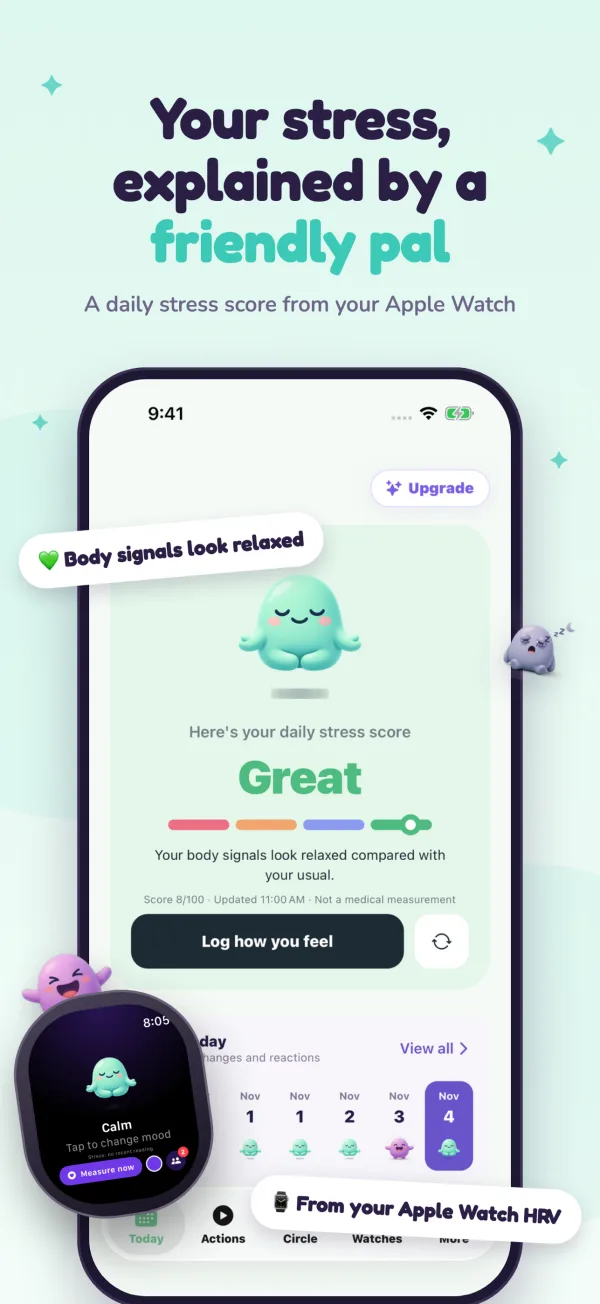 Your stress,
explained by a
friendly pal
A daily stress score from your Apple Watch
9:41
Upgrade
Body signals look relaxed
Here's your daily stress score
Great
Your body signals look relaxed compared with
your usual.
Score 8/100 · Updated 11:00 AM · Not a medical measurement
Log how you feel
8:05
Calm
Tap to change mood
Stress: no recent reading
Measure now
2
View all
Nov Nov Nov Nov Nov
1 1 2 3 4
From your Apple Watch HRV
Today Actions Circle Watches More